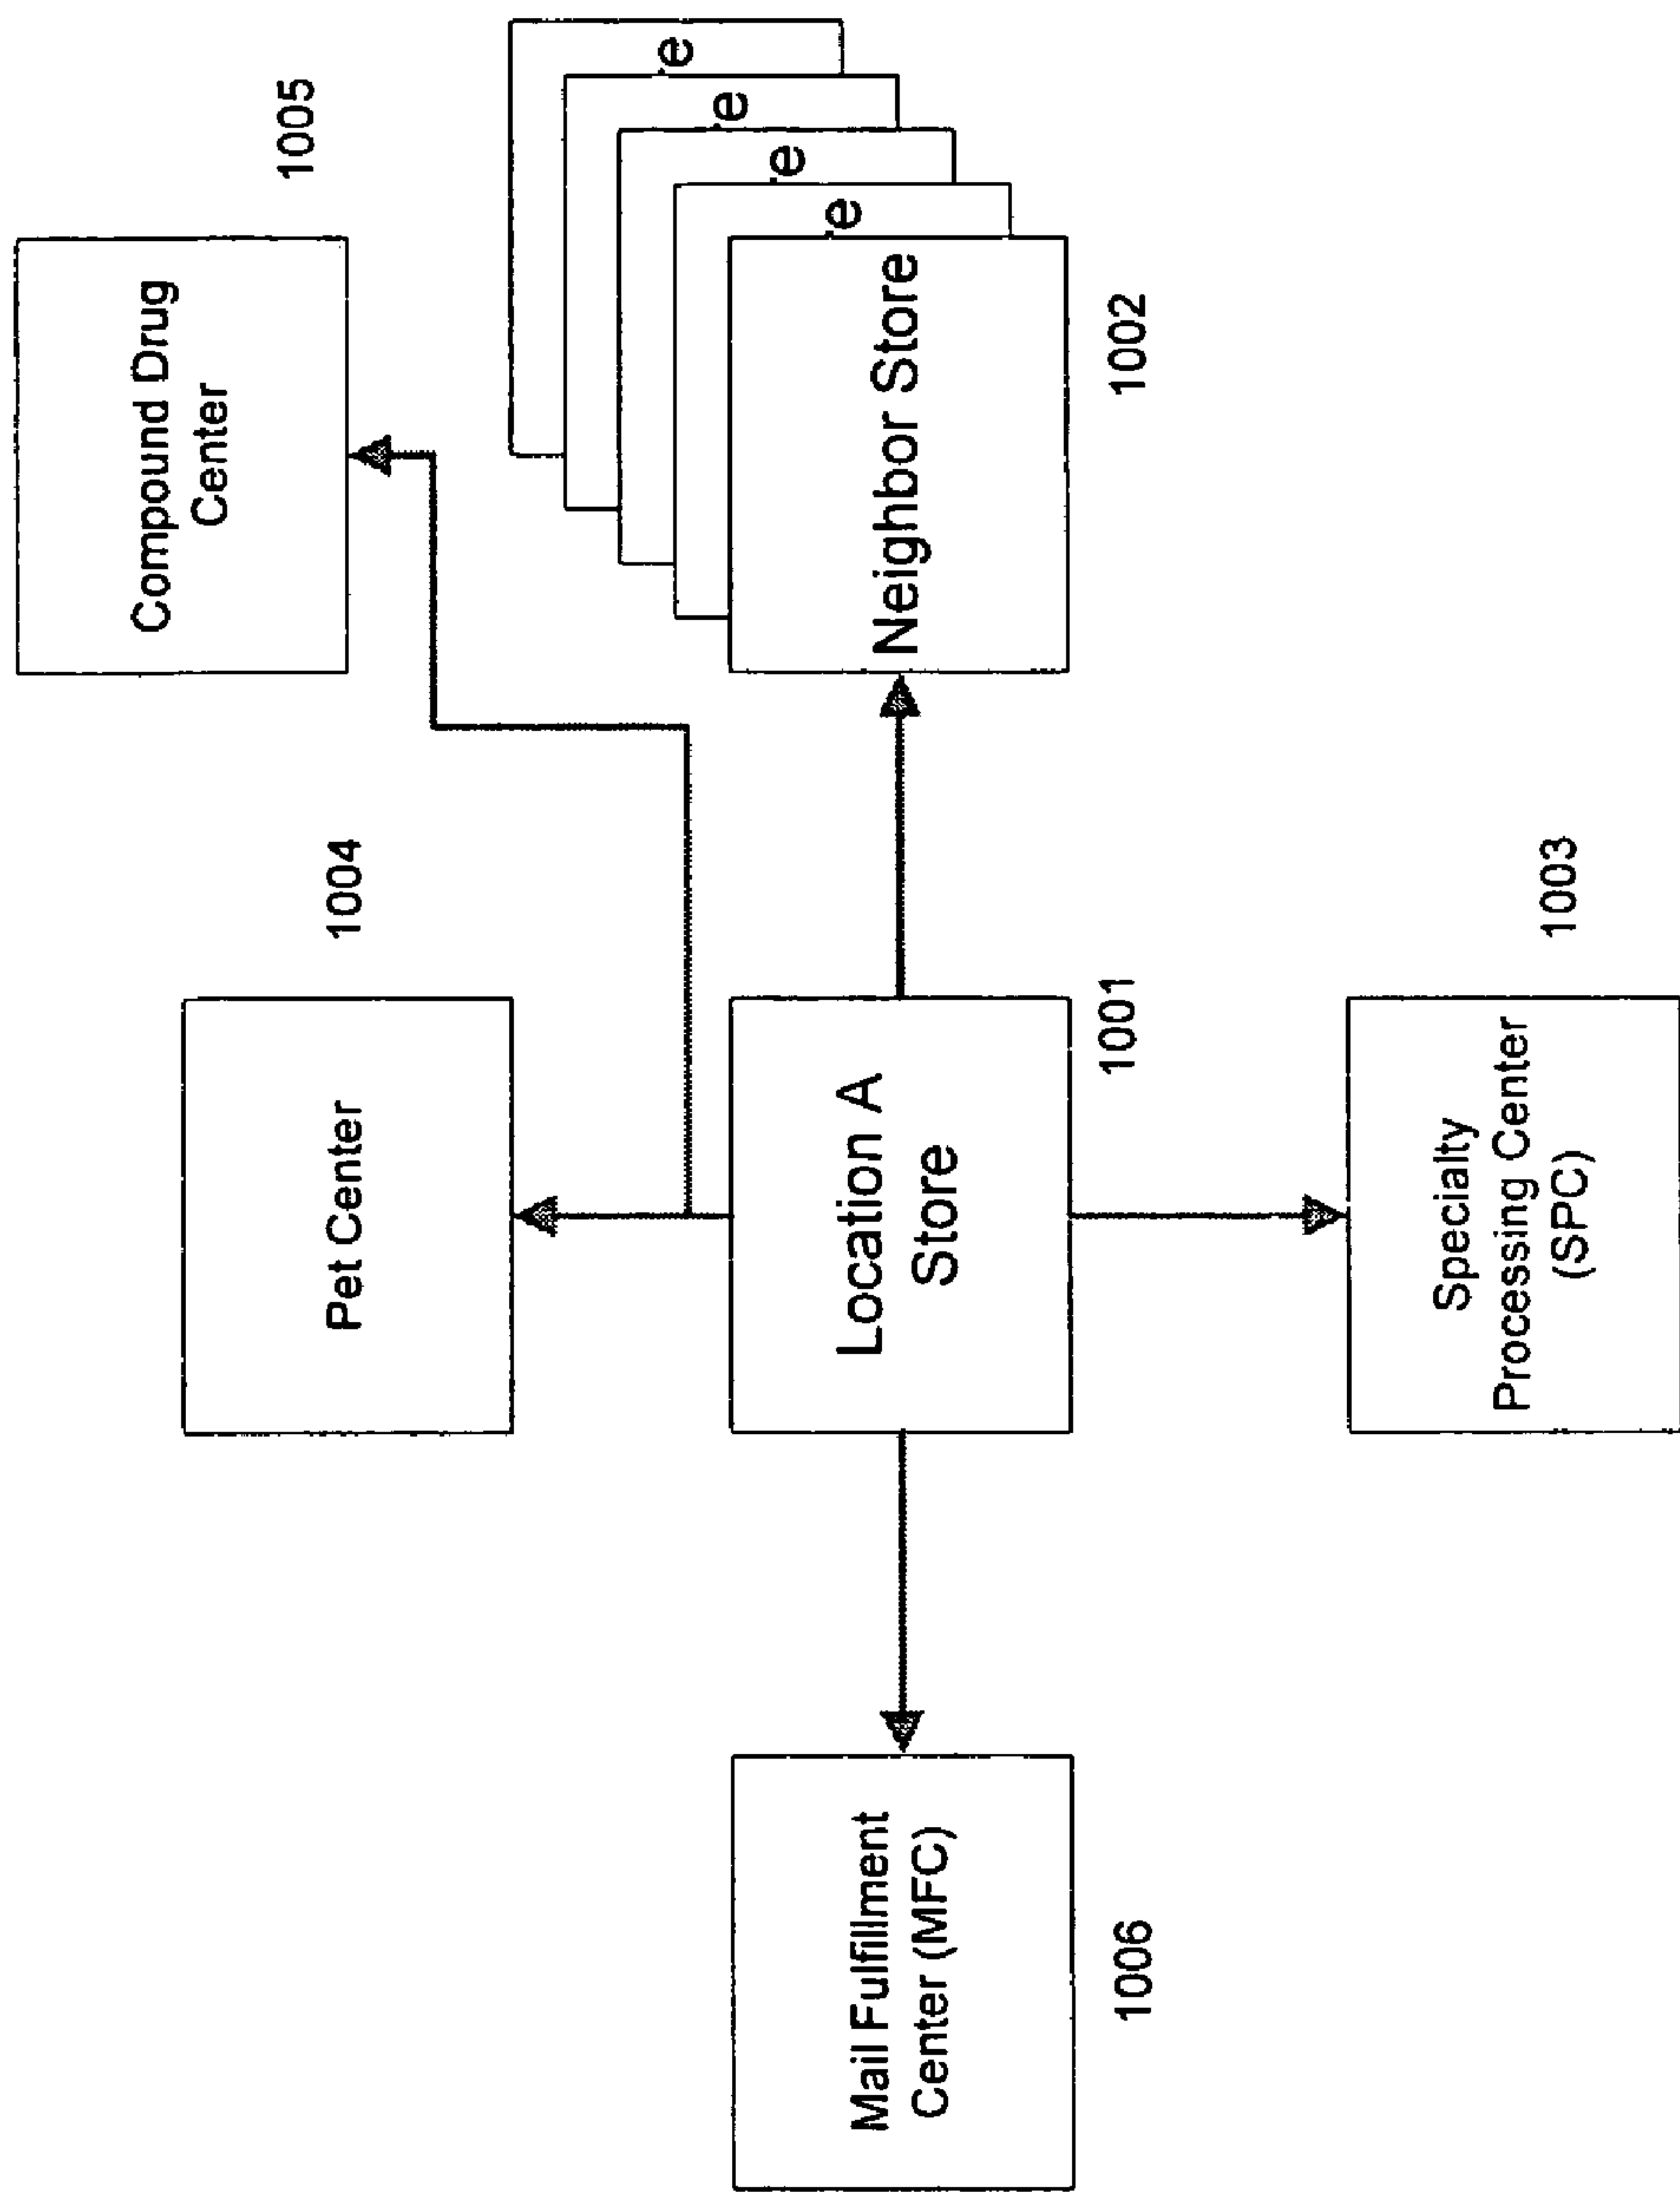 Compound Drug
Center
1005
Pet Center
1004
Mail Fulfillment
Center (MFC)
1006
Location A
Store
1001
e
e
e
e
Neighbor Store
1002
Specialty
Processing Center
(SPC)
1003